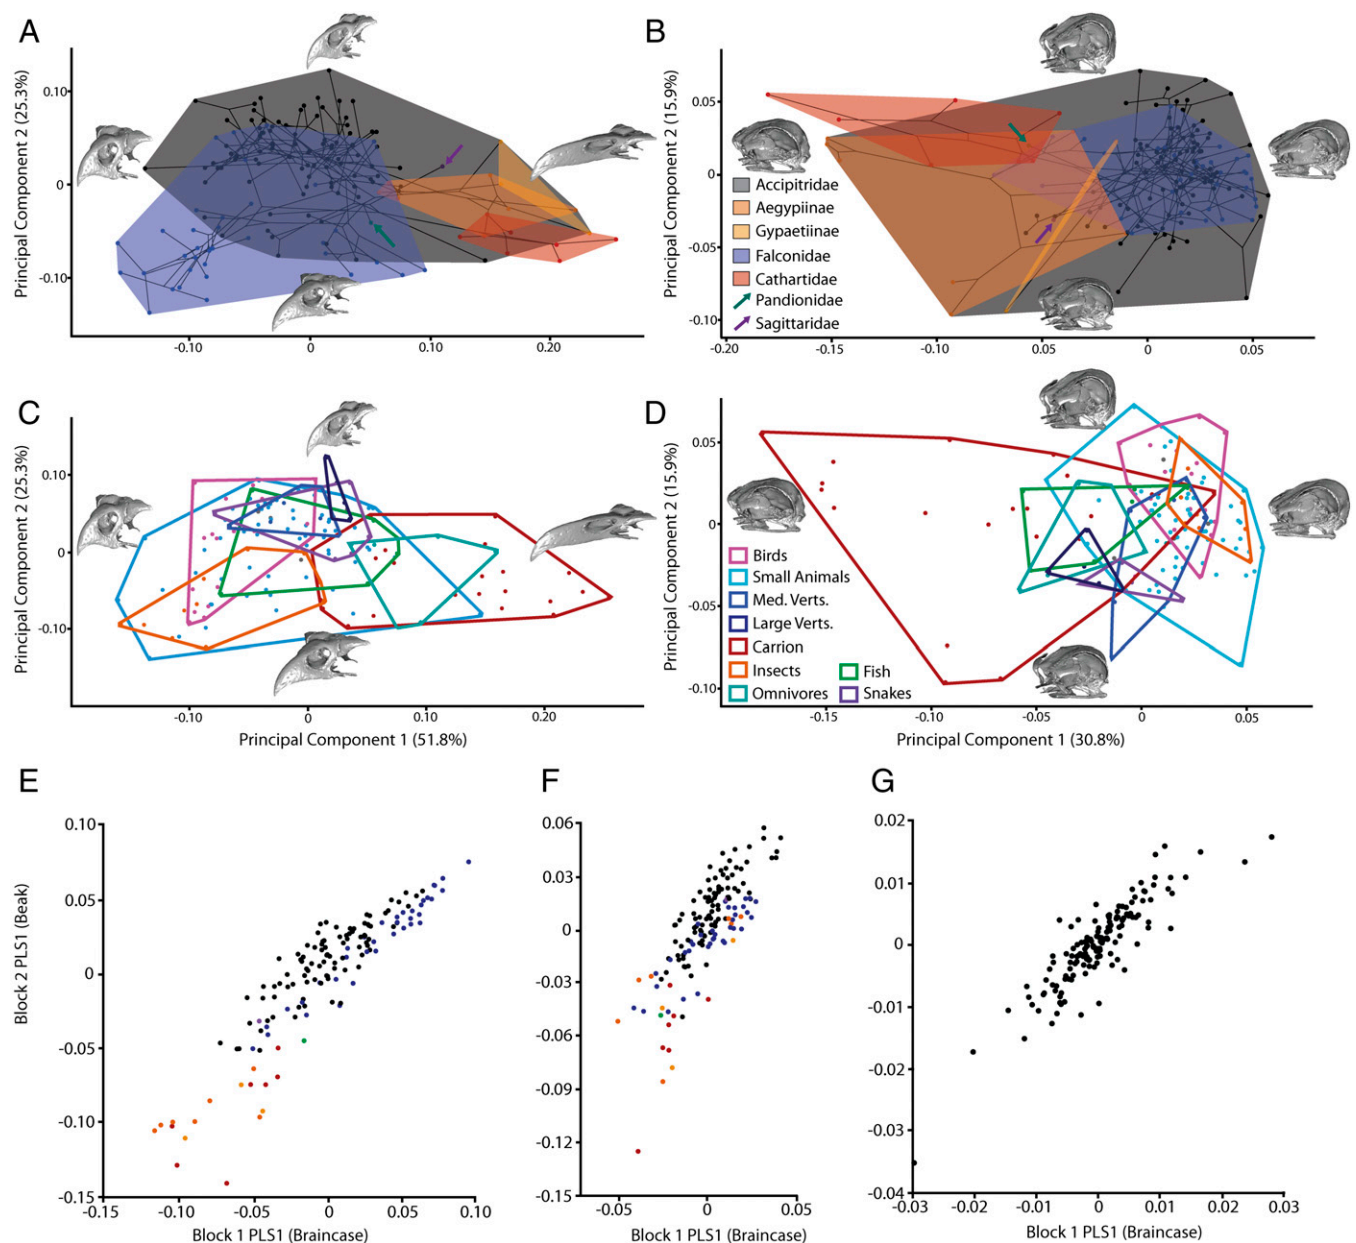 A
Principal Component 2 (25.3%)
0.10
0
-0.10
-0.10
0
0.10
0.20
B
Principal Component 2 (15.9%)
0.05
0
-0.05
-0.10
-0.20
-0.15
-0.10
0.05
0
0.05
Accipitridae
Aegypiinae
Gypaetiinae
Falconidae
Cathartidae
Pandionidae
Sagittaridae
C
Principal Component 2 (25.3%)
0.10
0
-0.10
-0.10
0
0.10
0.20
Principal Component 1 (51.8%)
D
Principal Component 2 (15.9%)
0.05
0
-0.05
-0.10
-0.15
-0.10
-0.05
0
0.05
Principal Component 1 (30.8%)
Birds
Small Animals
Med. Verts.
Large Verts.
Carrion
Insects
Fish
Omnivores
Snakes
E
Block 2 PLS1 (Beak)
0.10
0.05
0
-0.05
-0.10
-0.15
-0.15
-0.10
-0.05
0
0.05
0.10
Block 1 PLS1 (Braincase)
F
0.06
0.03
0
-0.03
-0.06
-0.09
-0.12
-0.15
-0.05
0
0.05
Block 1 PLS1 (Braincase)
G
0.02
0.01
0
-0.01
-0.02
-0.03
-0.04
-0.03
-0.02
-0.01
0
0.01
0.02
0.03
Block 1 PLS1 (Braincase)